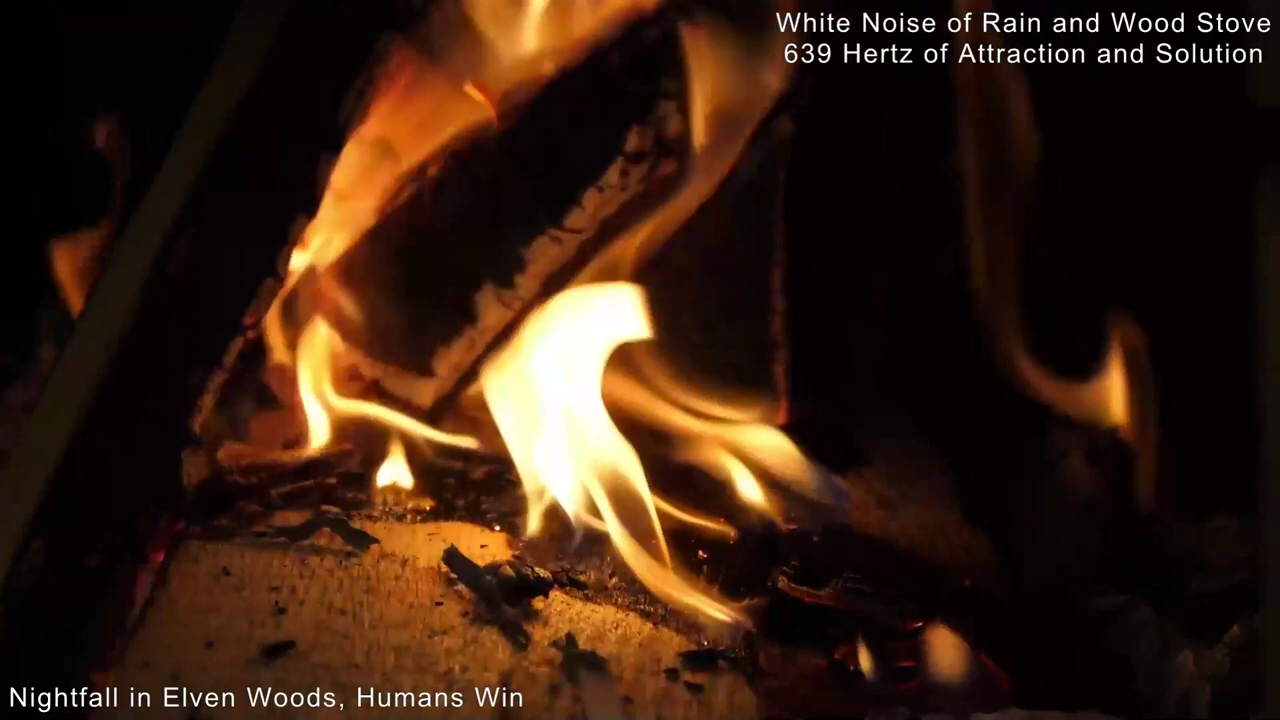 White Noise of Rain and Wood Stove
639 Hertz of Attraction and Solution
Nightfall in Elven Woods, Humans Win